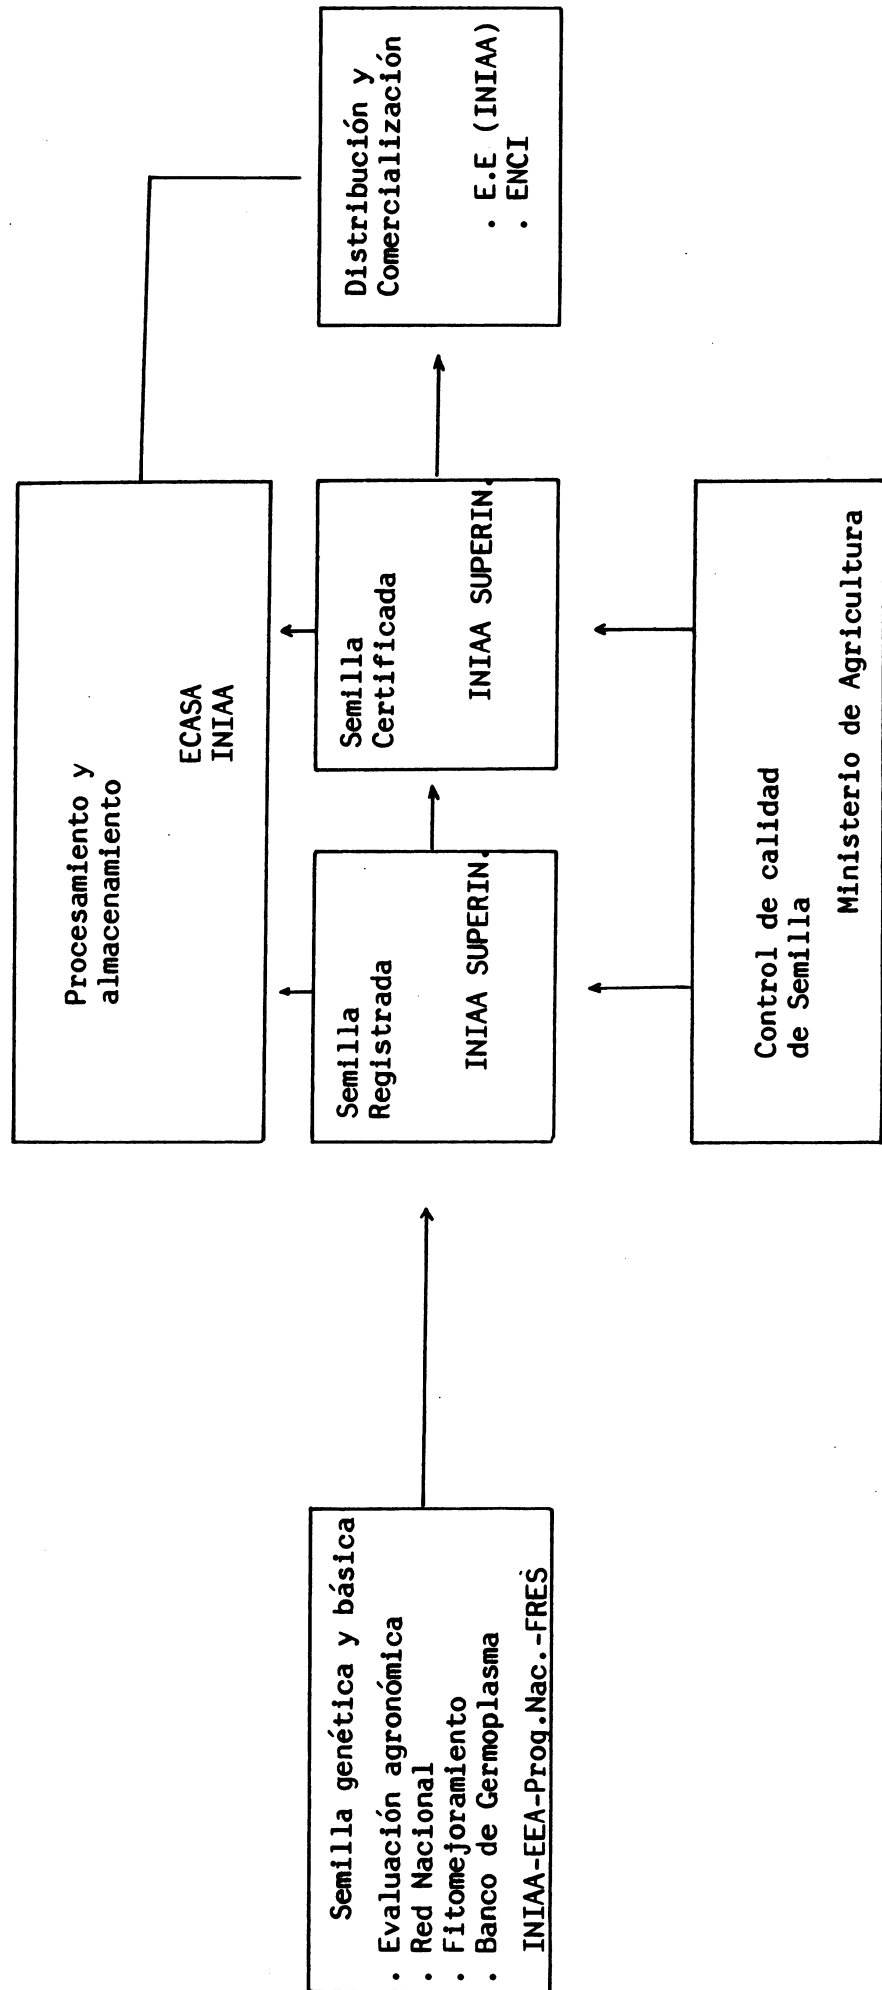 Semilla genética y básica
. Evaluación agronómica
. Red Nacional
. Fitomejoramiento
. Banco de Germoplasma
INIAA-EEA-Prog.Nac.-FRES
Procesamiento y
almacenamiento
ECASA
INIAA
Semilla
Registrada
INIAA SUPERIN.
Semilla
Certificada
INIAA SUPERIN.
Control de calidad
de Semilla
Ministerio de Agricultura
Distribución y
Comercialización
. E.E (INIAA)
. ENCI